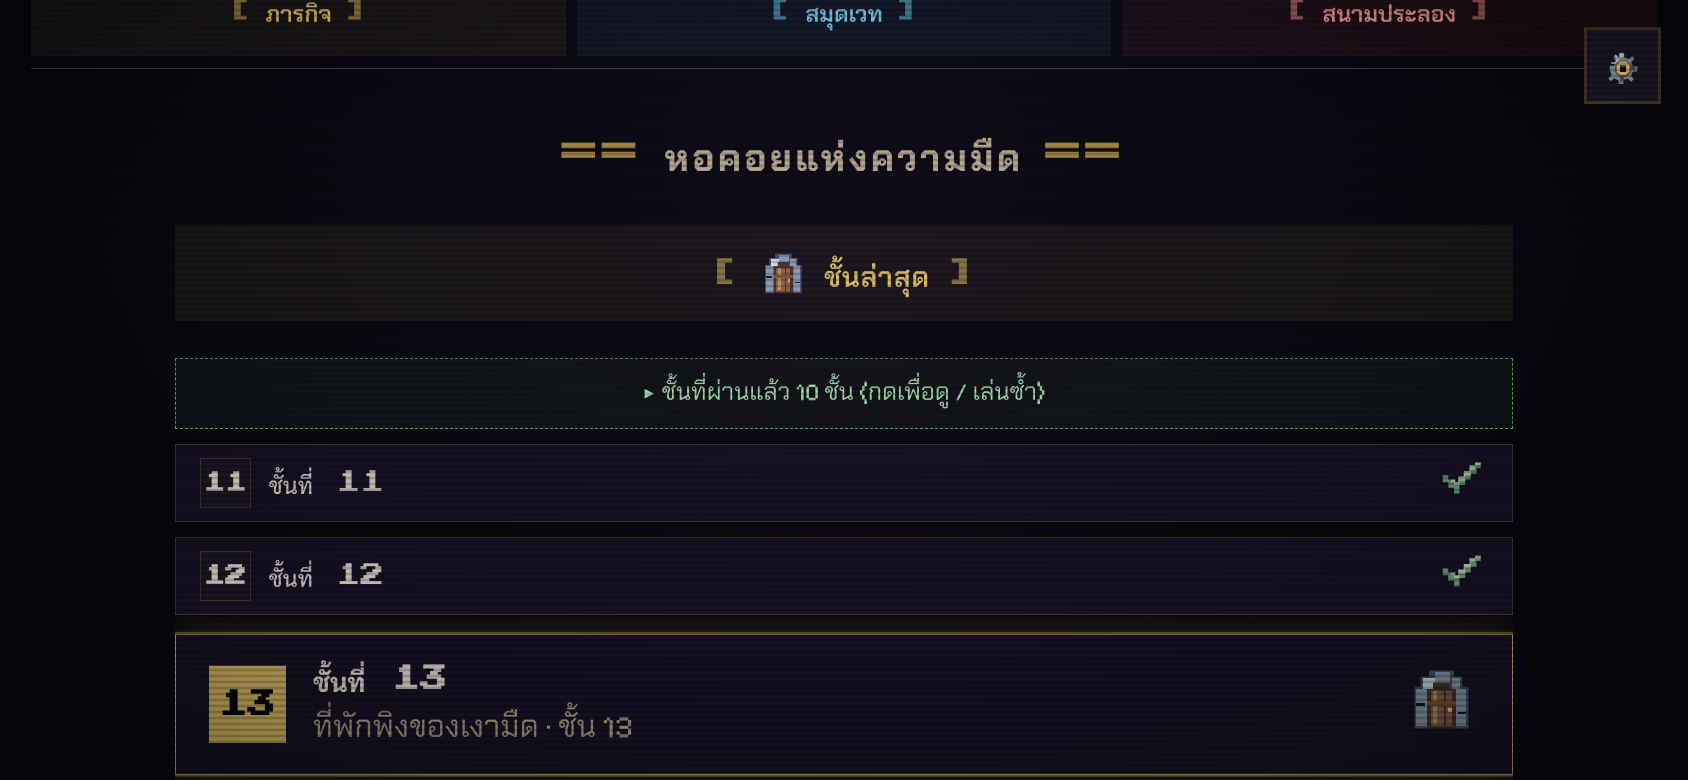 [ ภารกิจ ]
[ สมุดเวท ]
[ สนามประลอง ]
== หอคอยแห่งความมืด ==
[ ชั้นล่าสุด ]
▸ ชั้นที่ผ่านแล้ว 10 ชั้น (กดเพื่อดู / เล่นซ้ำ)
11 ชั้นที่ 11
12 ชั้นที่ 12
13 ชั้นที่ 13
ที่พักพิงของเงามืด · ชั้น 13